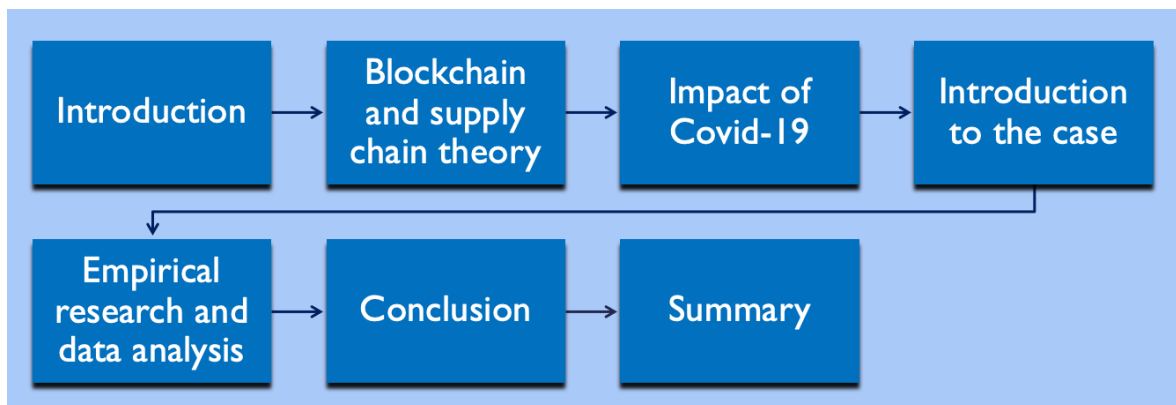 Introduction
Blockchain
and supply
chain theory
Impact of
Covid-19
Introduction
to the case
Empirical
research and
data analysis
Conclusion
Summary